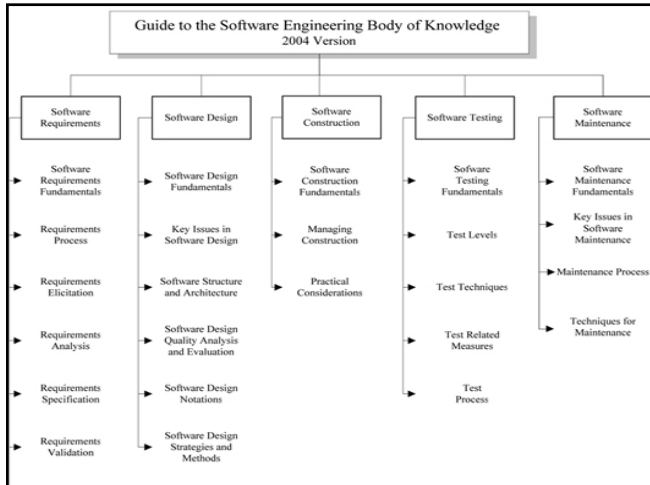 Guide to the Software Engineering Body of Knowledge
2004 Version
Software
Requirements
Software Design
Software
Construction
Software Testing
Software
Maintenance
Software
Requirements
Fundamentals
Requirements
Process
Requirements
Elicitation
Requirements
Analysis
Requirements
Specification
Requirements
Validation
Software Design
Fundamentals
Key Issues in
Software Design
Software Structure
and Architecture
Software Design
Quality Analysis
and Evaluation
Software Design
Notations
Software Design
Strategies and
Methods
Software
Construction
Fundamentals
Managing
Construction
Practical
Considerations
Sofware
Testing
Fundamentals
Test Levels
Test Techniques
Test Related
Measures
Test
Process
Software
Maintenance
Fundamentals
Key Issues in
Software
Maintenance
Maintenance Process
Techniques for
Maintenance